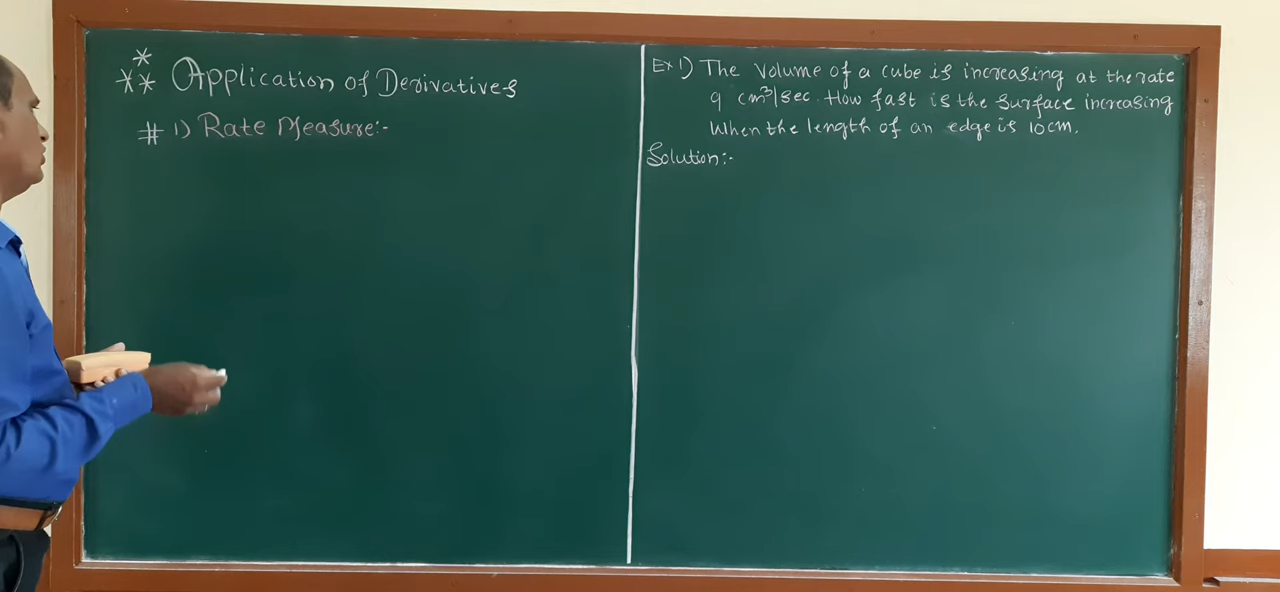 *** Application of Derivatives
# 1) Rate Measure:-
Ex 1) The Volume of a cube is increasing at the rate
9 cm³/sec. How fast is the surface increasing
When the length of an edge is 10cm.
Solution:-